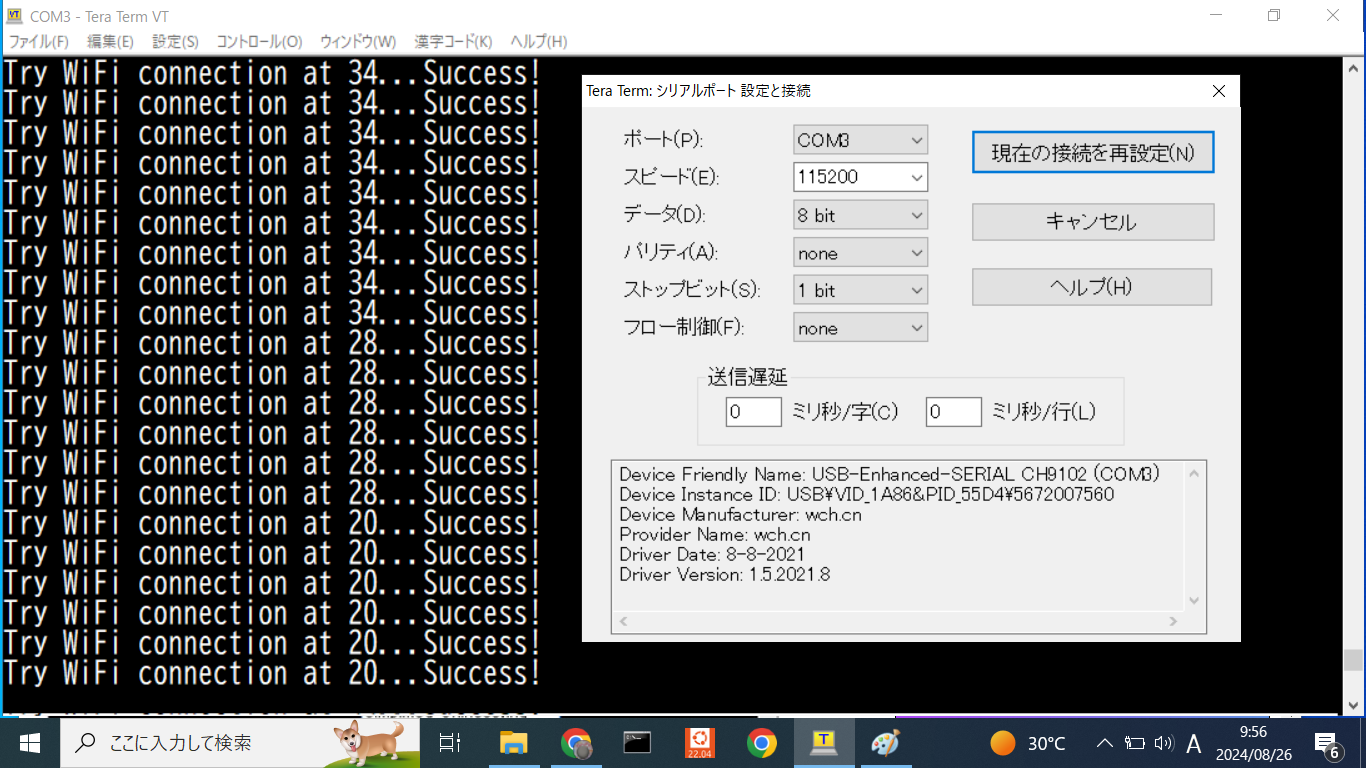 COM3 - Tera Term VT
ファイル(F) 編集(E) 設定(S) コントロール(O) ウィンドウ(W) 漢字コード(K) ヘルプ(H)
Try WiFi connection at 34...Success!
Try WiFi connection at 34...Success!
Try WiFi connection at 34...Success!
Try WiFi connection at 34...Success!
Try WiFi connection at 34...Success!
Try WiFi connection at 34...Success!
Try WiFi connection at 34...Success!
Try WiFi connection at 34...Success!
Try WiFi connection at 34...Success!
Try WiFi connection at 28...Success!
Try WiFi connection at 28...Success!
Try WiFi connection at 28...Success!
Try WiFi connection at 28...Success!
Try WiFi connection at 28...Success!
Try WiFi connection at 28...Success!
Try WiFi connection at 20...Success!
Try WiFi connection at 20...Success!
Try WiFi connection at 20...Success!
Try WiFi connection at 20...Success!
Try WiFi connection at 20...Success!
Try WiFi connection at 20...Success!
Tera Term: シリアルポート 設定と接続
ポート(P): COM3
現在の接続を再設定(N)
スピード(E): 115200
データ(D): 8 bit
キャンセル
パリティ(A): none
ストップビット(S): 1 bit
ヘルプ(H)
フロー制御(F): none
送信遅延
0 ミリ秒/字(C) 0 ミリ秒/行(L)
Device Friendly Name: USB-Enhanced-SERIAL CH9102 (COM3)
Device Instance ID: USB¥VID_1A86&PID_55D4¥5672007560
Device Manufacturer: wch.cn
Provider Name: wch.cn
Driver Date: 8-8-2021
Driver Version: 1.5.2021.8
ここに入力して検索
22.04
30°C
A
9:56
2024/08/26
6